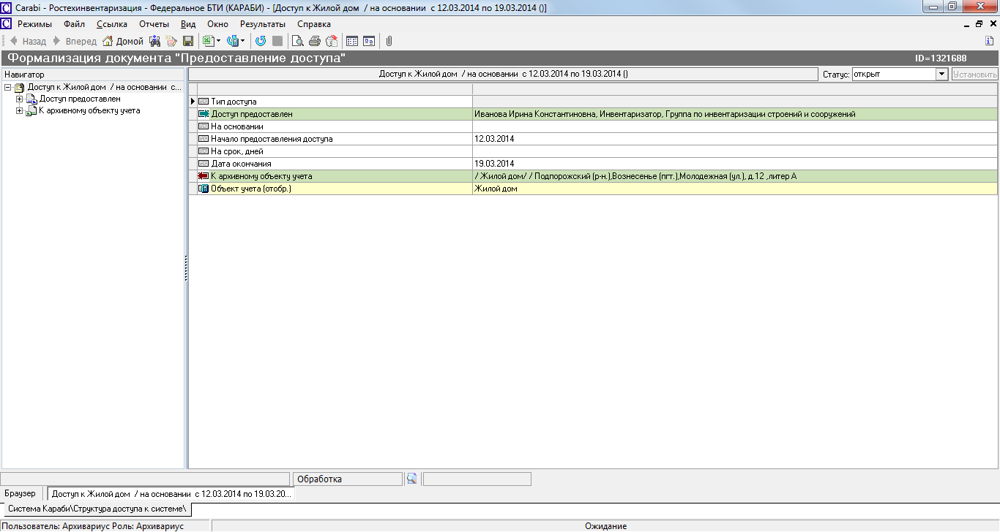 Carabi - Ростехинвентаризация - Федеральное БТИ (КАРАБИ) - [Доступ к Жилой дом / на основании с 12.03.2014 по 19.03.2014 ()]
Режимы Файл Ссылка Отчеты Вид Окно Результаты Справка
Назад Вперед Домой
Формализация документа "Предоставление доступа" ID=1321688
Навигатор
Доступ к Жилой дом / на основании с...
Доступ предоставлен
К архивному объекту учета
Доступ к Жилой дом / на основании с 12.03.2014 по 19.03.2014 () Статус: открыт Установить
Тип доступа
Доступ предоставлен Иванова Ирина Константиновна, Инвентаризатор, Группа по инвентаризации строений и сооружений
На основании
Начало предоставления доступа 12.03.2014
На срок, дней
Дата окончания 19.03.2014
К архивному объекту учета / Жилой дом/ / Подпорожский (р-н.),Вознесенье (пгт.),Молодежная (ул.), д.12 ,литер А
Объект учета (отобр.) Жилой дом
Обработка
Браузер Доступ к Жилой дом / на основании с 12.03.2014 по 19.03.20...
Система Караби\Структура доступа к системе\
Пользователь: Архивариус Роль: Архивариус Ожидание